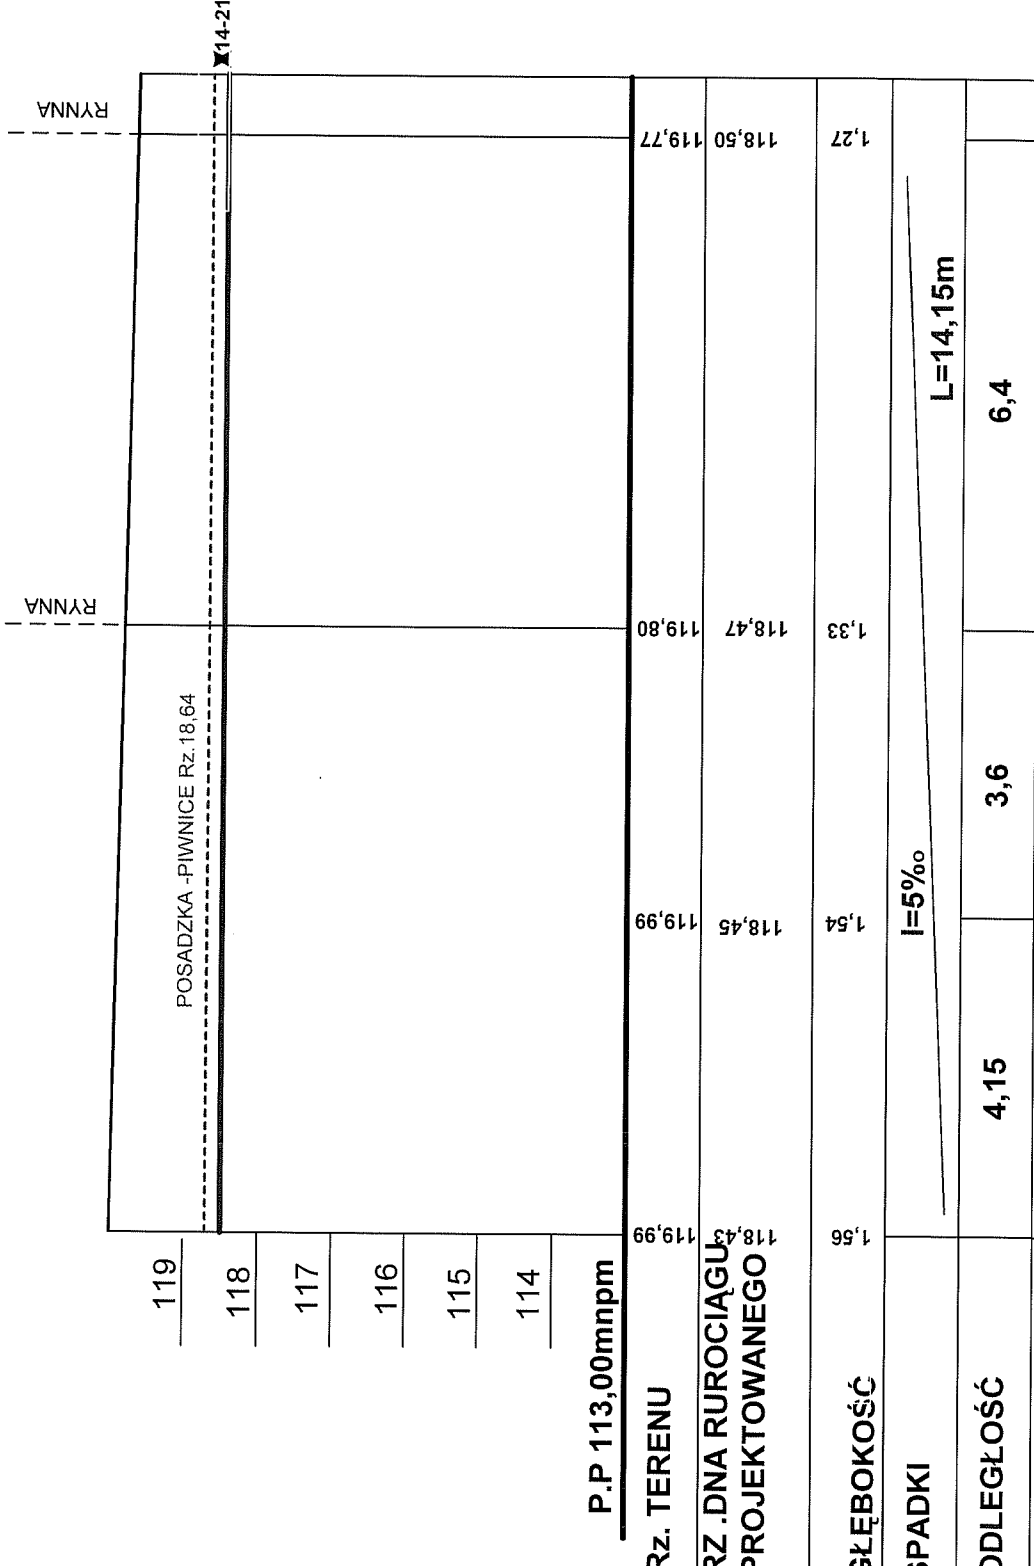 RYNNA
RYNNA
14-21
POSADZKA -PIWNICE Rz.18,64
119
118
117
116
115
114
P.P 113,00mnpm
Rz. TERENU
119,99
119,99
119,80
119,77
RZ .DNA RUROCIĄGU
PROJEKTOWANEGO
118,43
118,45
118,47
118,50
GŁĘBOKOŚĆ
1,56
1,54
1,33
1,27
SPADKI
I=5‰
L=14,15m
ODLEGŁOŚĆ
4,15
3,6
6,4